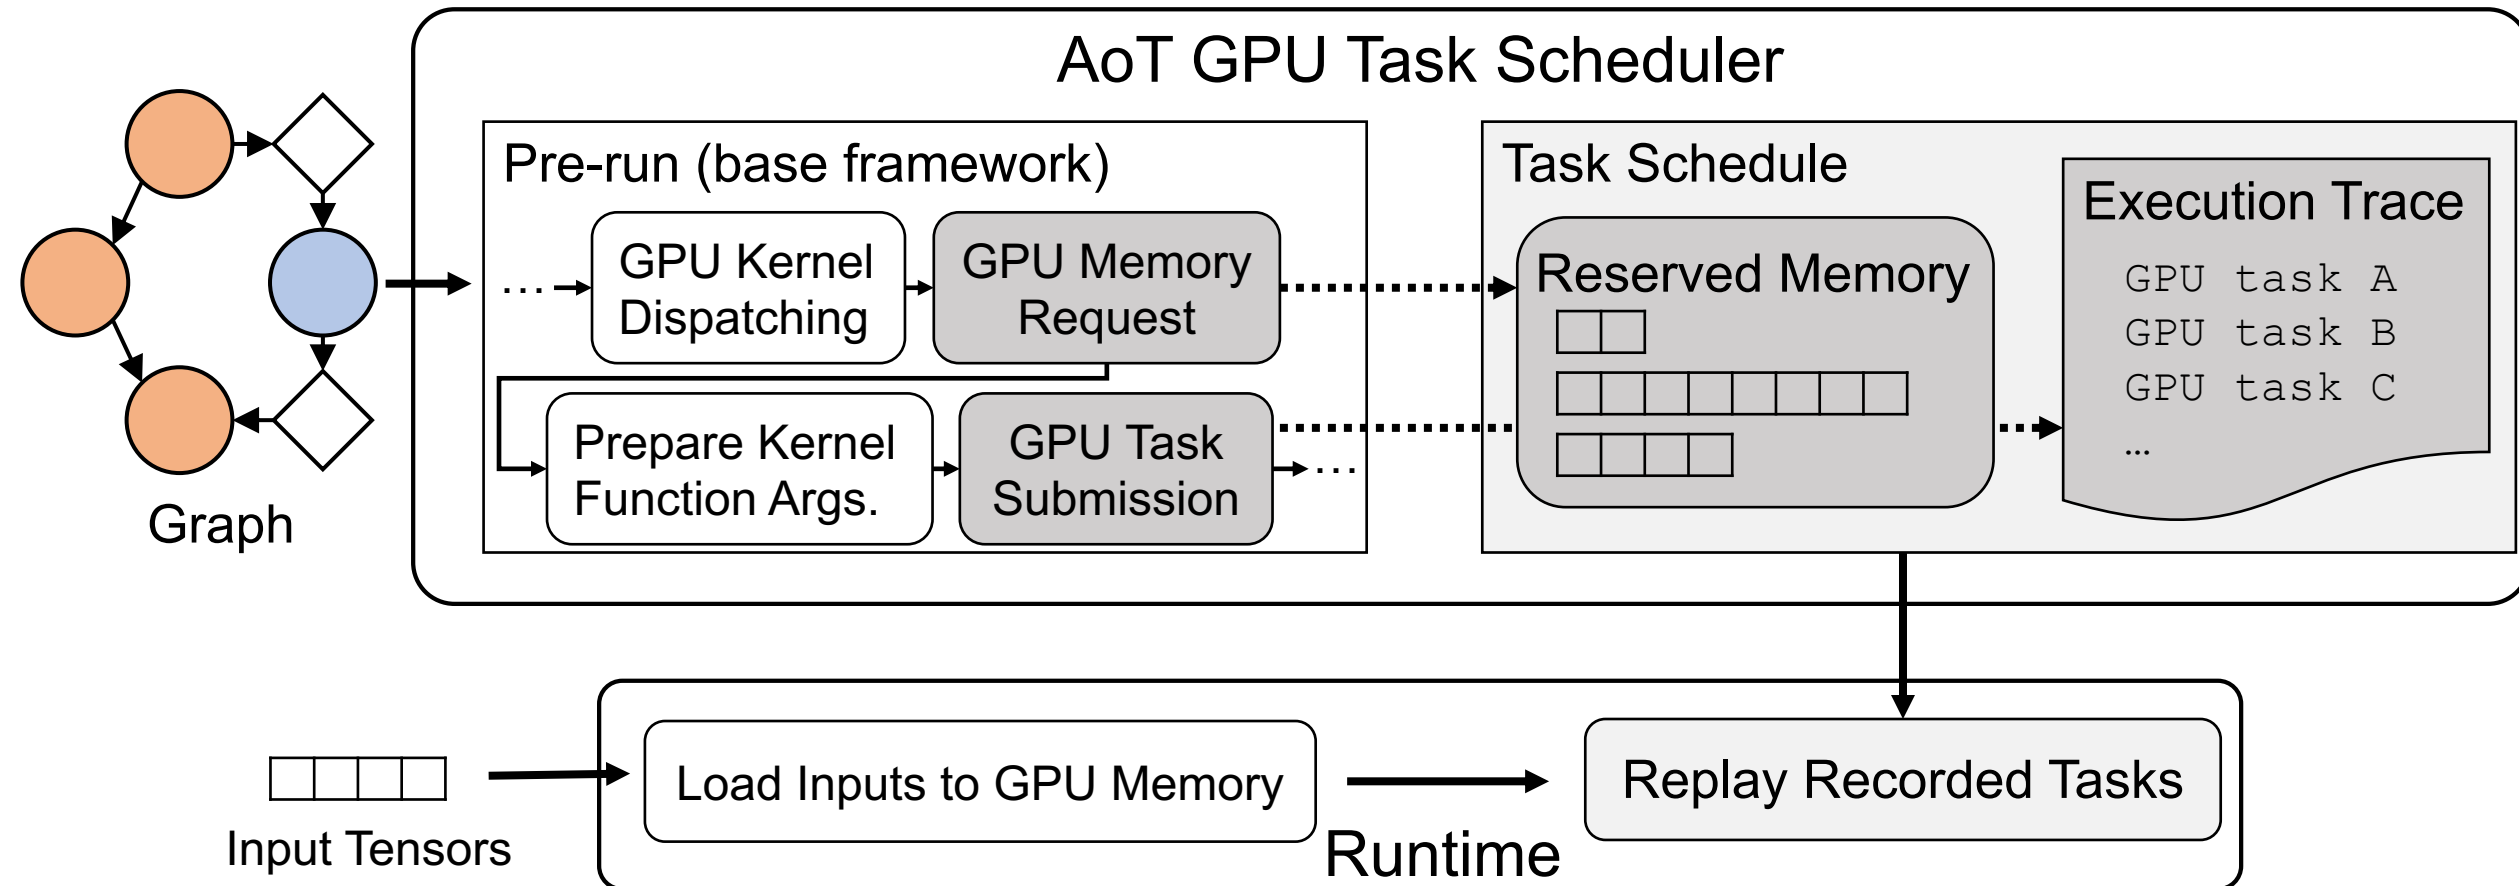 AoT GPU Task Scheduler
Pre-run (base framework)
... GPU Kernel
Dispatching
GPU Memory
Request
Prepare Kernel
Function Args.
GPU Task
Submission
...
Task Schedule
Reserved Memory
Execution Trace
GPU task A
GPU task B
GPU task C
...
Graph
Input Tensors
Load Inputs to GPU Memory
Runtime
Replay Recorded Tasks